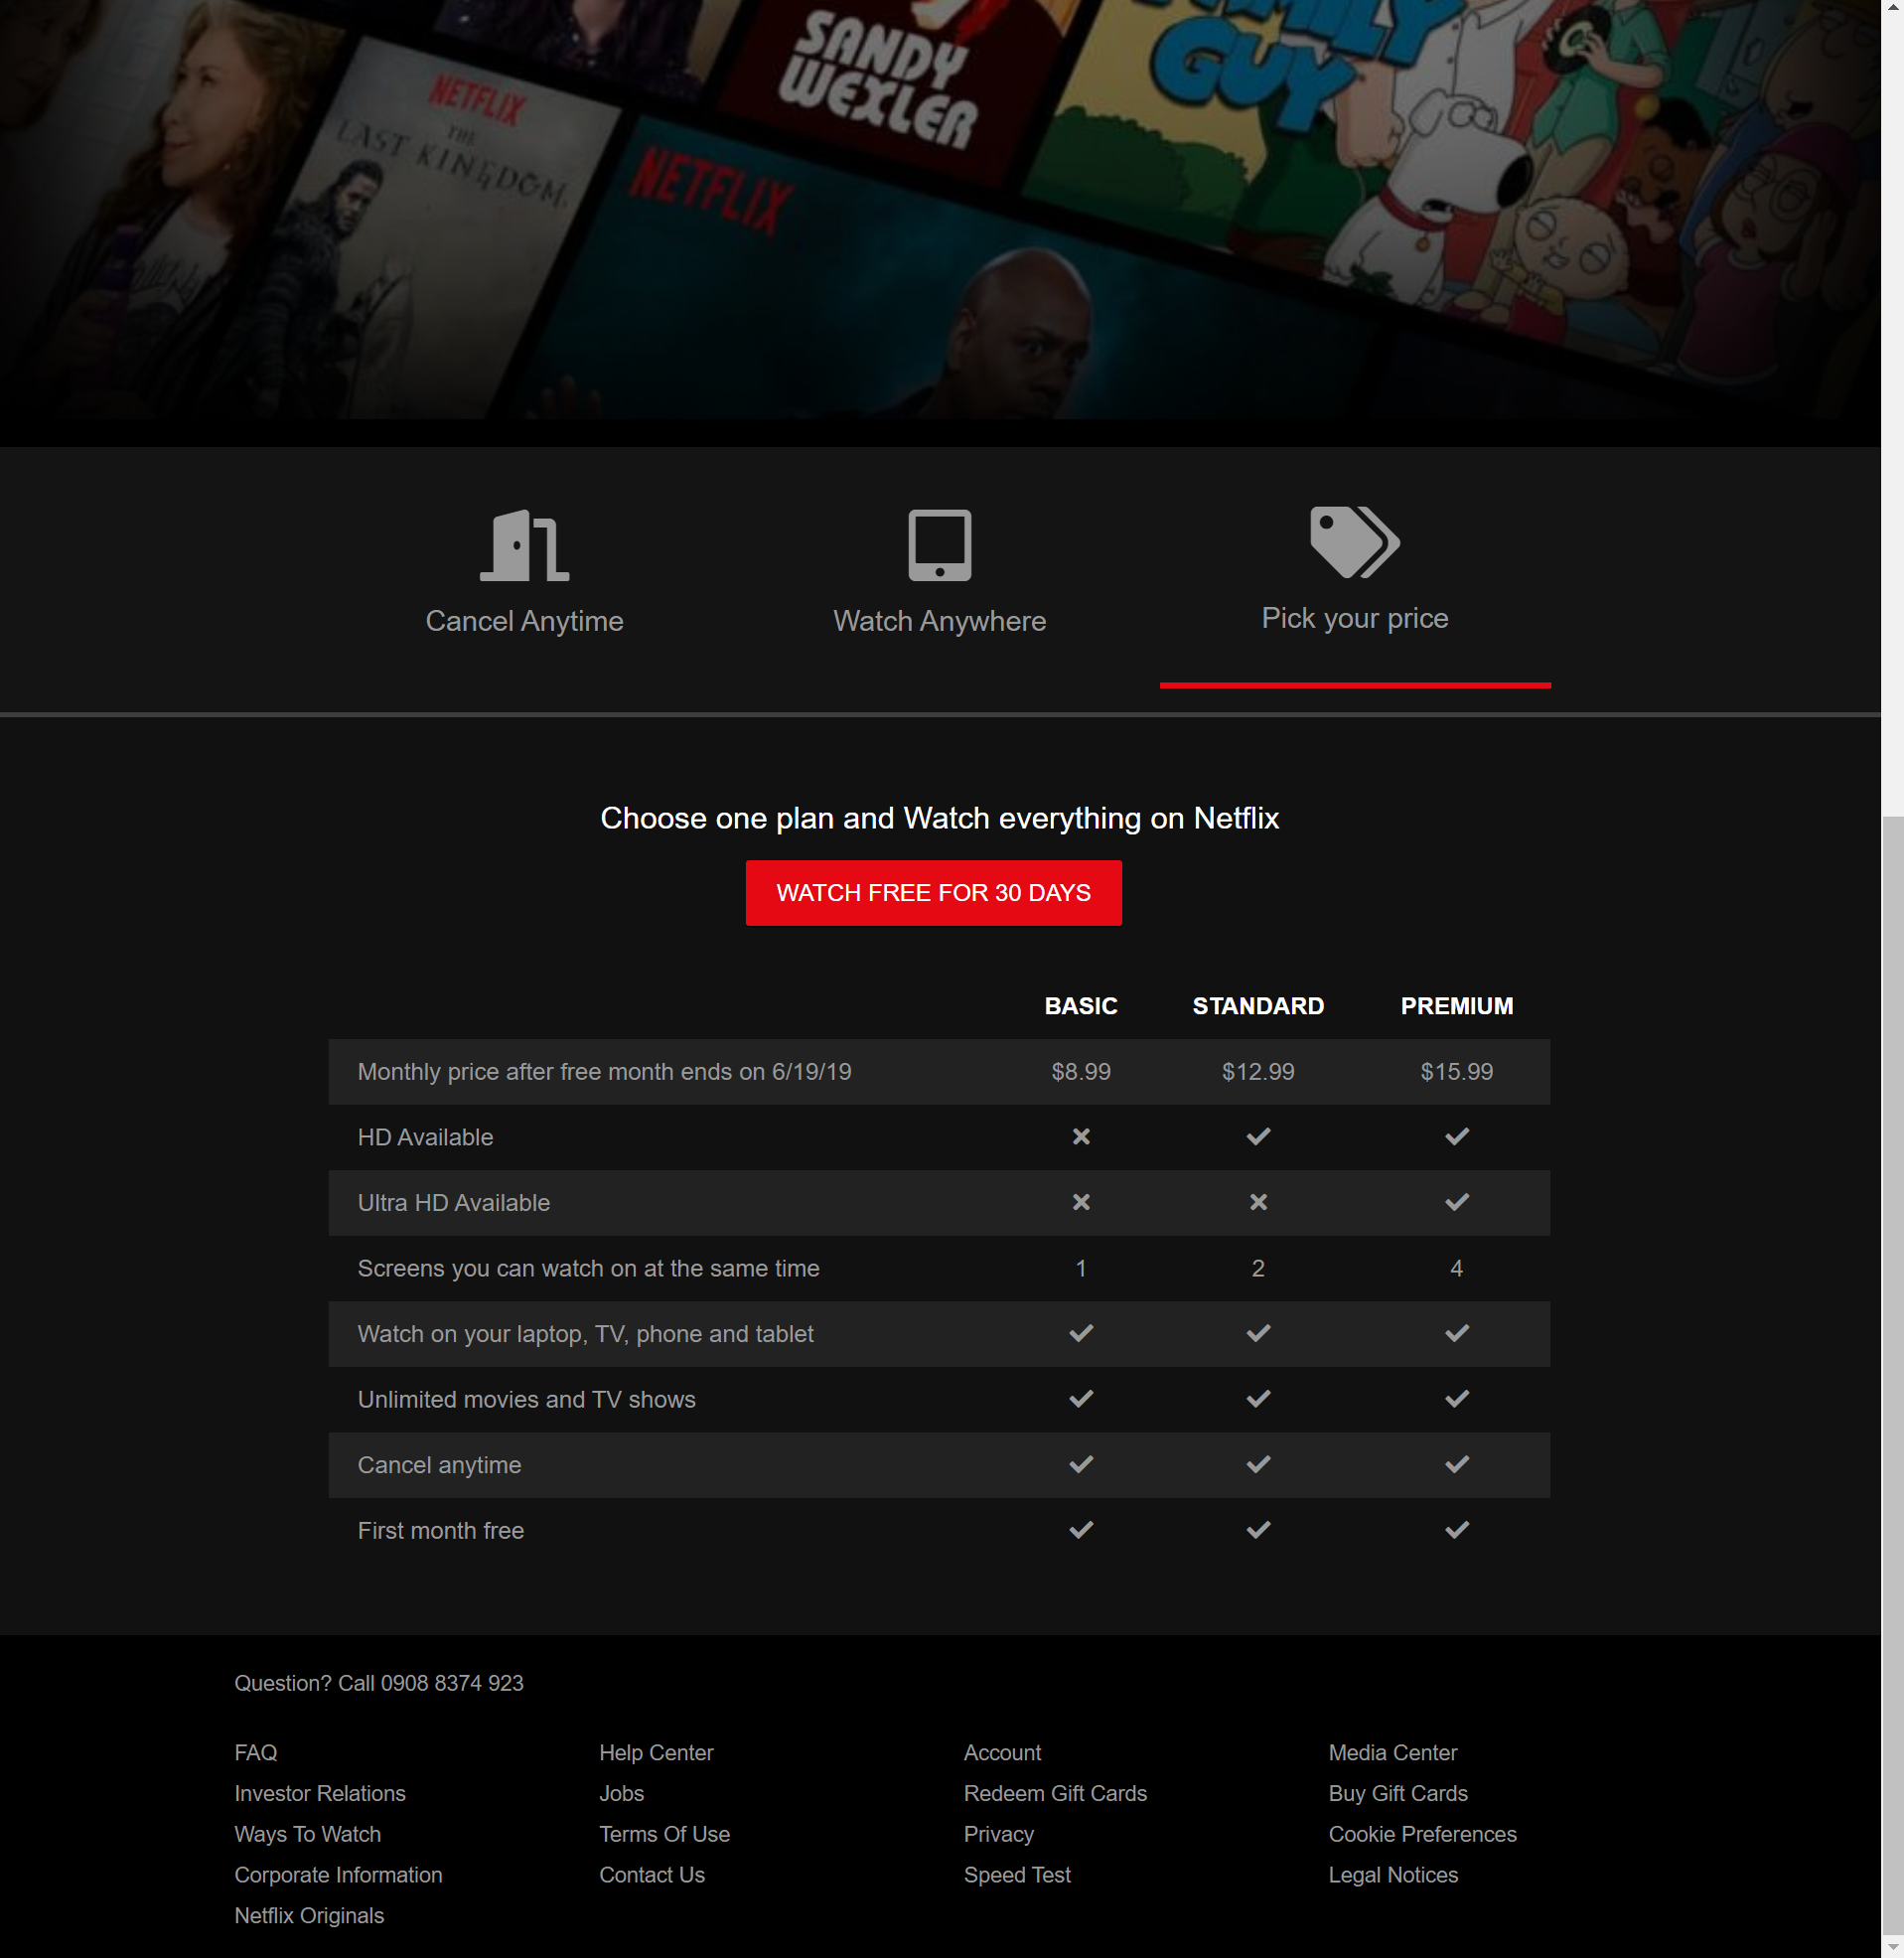 SANDY
WEXLER
FAMILY
GUY
NETFLIX
THE
LAST KINGDOM
NETFLIX
Cancel Anytime
Watch Anywhere
Pick your price
Choose one plan and Watch everything on Netflix
WATCH FREE FOR 30 DAYS
BASIC STANDARD PREMIUM
Monthly price after free month ends on 6/19/19 $8.99 $12.99 $15.99
HD Available
Ultra HD Available
Screens you can watch on at the same time 1 2 4
Watch on your laptop, TV, phone and tablet
Unlimited movies and TV shows
Cancel anytime
First month free
Question? Call 0908 8374 923
FAQ Help Center Account Media Center
Investor Relations Jobs Redeem Gift Cards Buy Gift Cards
Ways To Watch Terms Of Use Privacy Cookie Preferences
Corporate Information Contact Us Speed Test Legal Notices
Netflix Originals